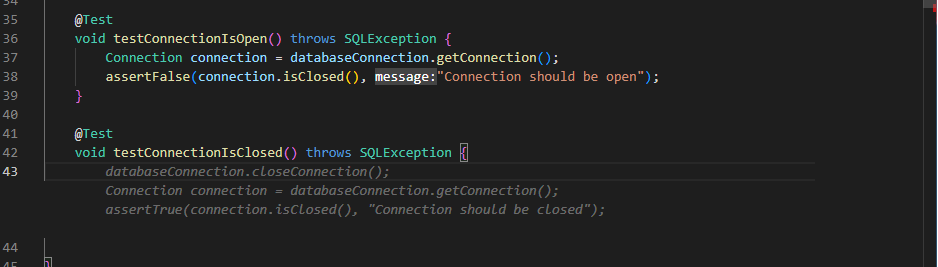 34
35 @Test
36 void testConnectionIsOpen() throws SQLException {
37 Connection connection = databaseConnection.getConnection();
38 assertFalse(connection.isClosed(), message:"Connection should be open");
39 }
40
41 @Test
42 void testConnectionIsClosed() throws SQLException {
43 databaseConnection.closeConnection();
Connection connection = databaseConnection.getConnection();
assertTrue(connection.isClosed(), "Connection should be closed");
44
45 }